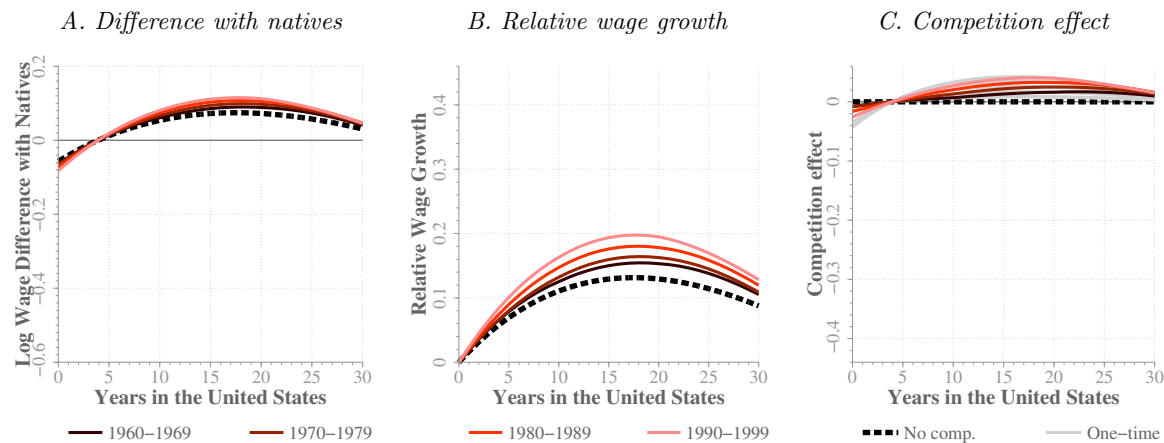 A. Difference with natives
B. Relative wage growth
C. Competition effect
Log Wage Difference with Natives
0.2
0
−0.2
−0.4
−0.6
0 5 10 15 20 25 30
Years in the United States
Relative Wage Growth
0.4
0.3
0.2
0.1
0
0 5 10 15 20 25 30
Years in the United States
Competition effect
0
−0.1
−0.2
−0.3
−0.4
0 5 10 15 20 25 30
Years in the United States
1960−1969 1970−1979 1980−1989 1990−1999 No comp. One−time